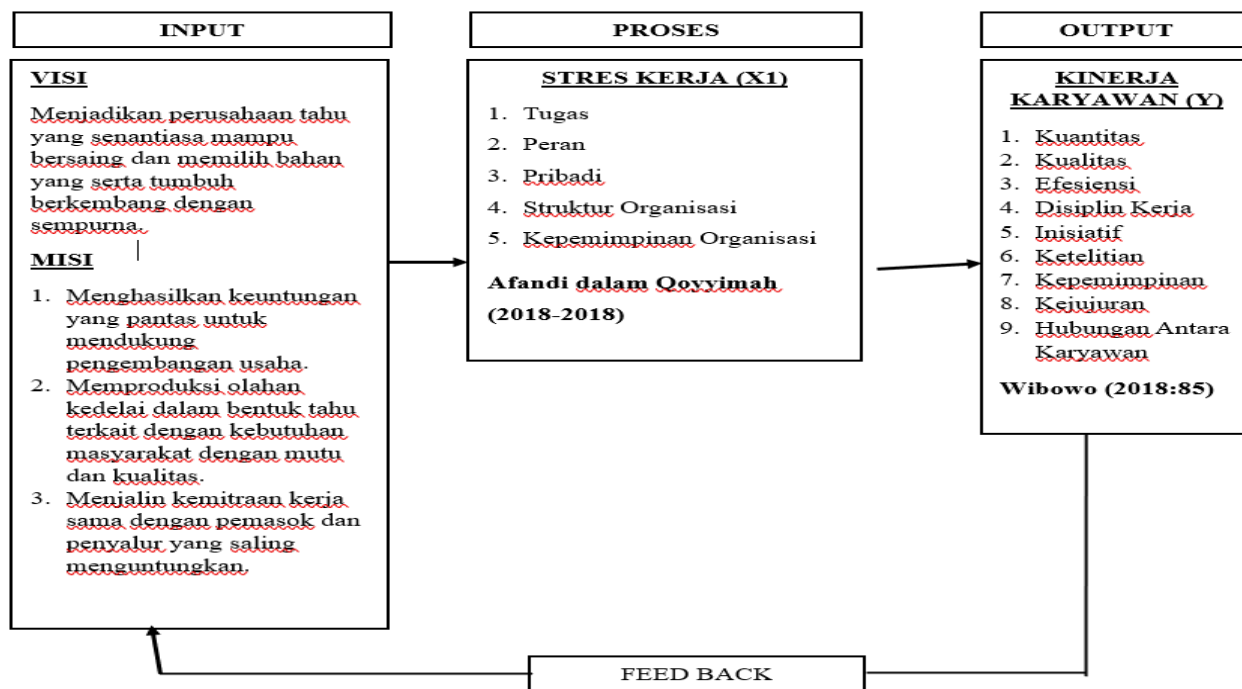 INPUT
VISI
Menjadikan perusahaan tahu
yang senantiasa mampu
bersaing dan memilih bahan
yang serta tumbuh
berkembang dengan
sempurna.
MISI
1. Menghasilkan keuntungan
yang pantas untuk
mendukung
pengembangan usaha.
2. Memproduksi olahan
kedelai dalam bentuk tahu
terkait dengan kebutuhan
masyarakat dengan mutu
dan kualitas.
3. Menjalin kemitraan kerja
sama dengan pemasok dan
penyalur yang saling
menguntungkan.
PROSES
STRES KERJA (X1)
1. Tugas
2. Peran
3. Pribadi
4. Struktur Organisasi
5. Kepemimpinan Organisasi
Afandi dalam Qoyyimah
(2018-2018)
OUTPUT
KINERJA
KARYAWAN (Y)
1. Kuantitas
2. Kualitas
3. Efesiensi
4. Disiplin Kerja
5. Inisiatif
6. Ketelitian
7. Kepemimpinan
8. Kejujuran
9. Hubungan Antara
Karyawan
Wibowo (2018:85)
FEED BACK